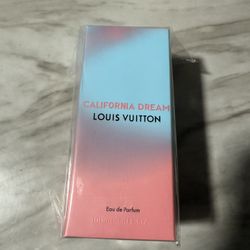 CALIFORNIA DREAM
LOUIS VUITTON
Eau de Parfum